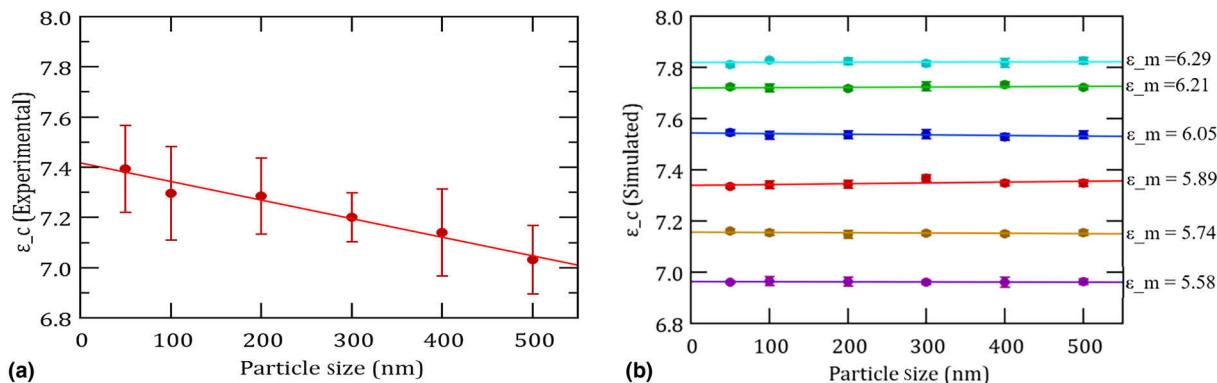 8.0
7.8
7.6
7.4
7.2
7.0
6.8
0 100 200 300 400 500
ε_c (Experimental)
Particle size (nm)
(a)
8.0
7.8
7.6
7.4
7.2
7.0
6.8
0 100 200 300 400 500
ε_c (Simulated)
Particle size (nm)
ε_m=6.29
ε_m=6.21
ε_m = 6.05
ε_m = 5.89
ε_m = 5.74
ε_m = 5.58
(b)